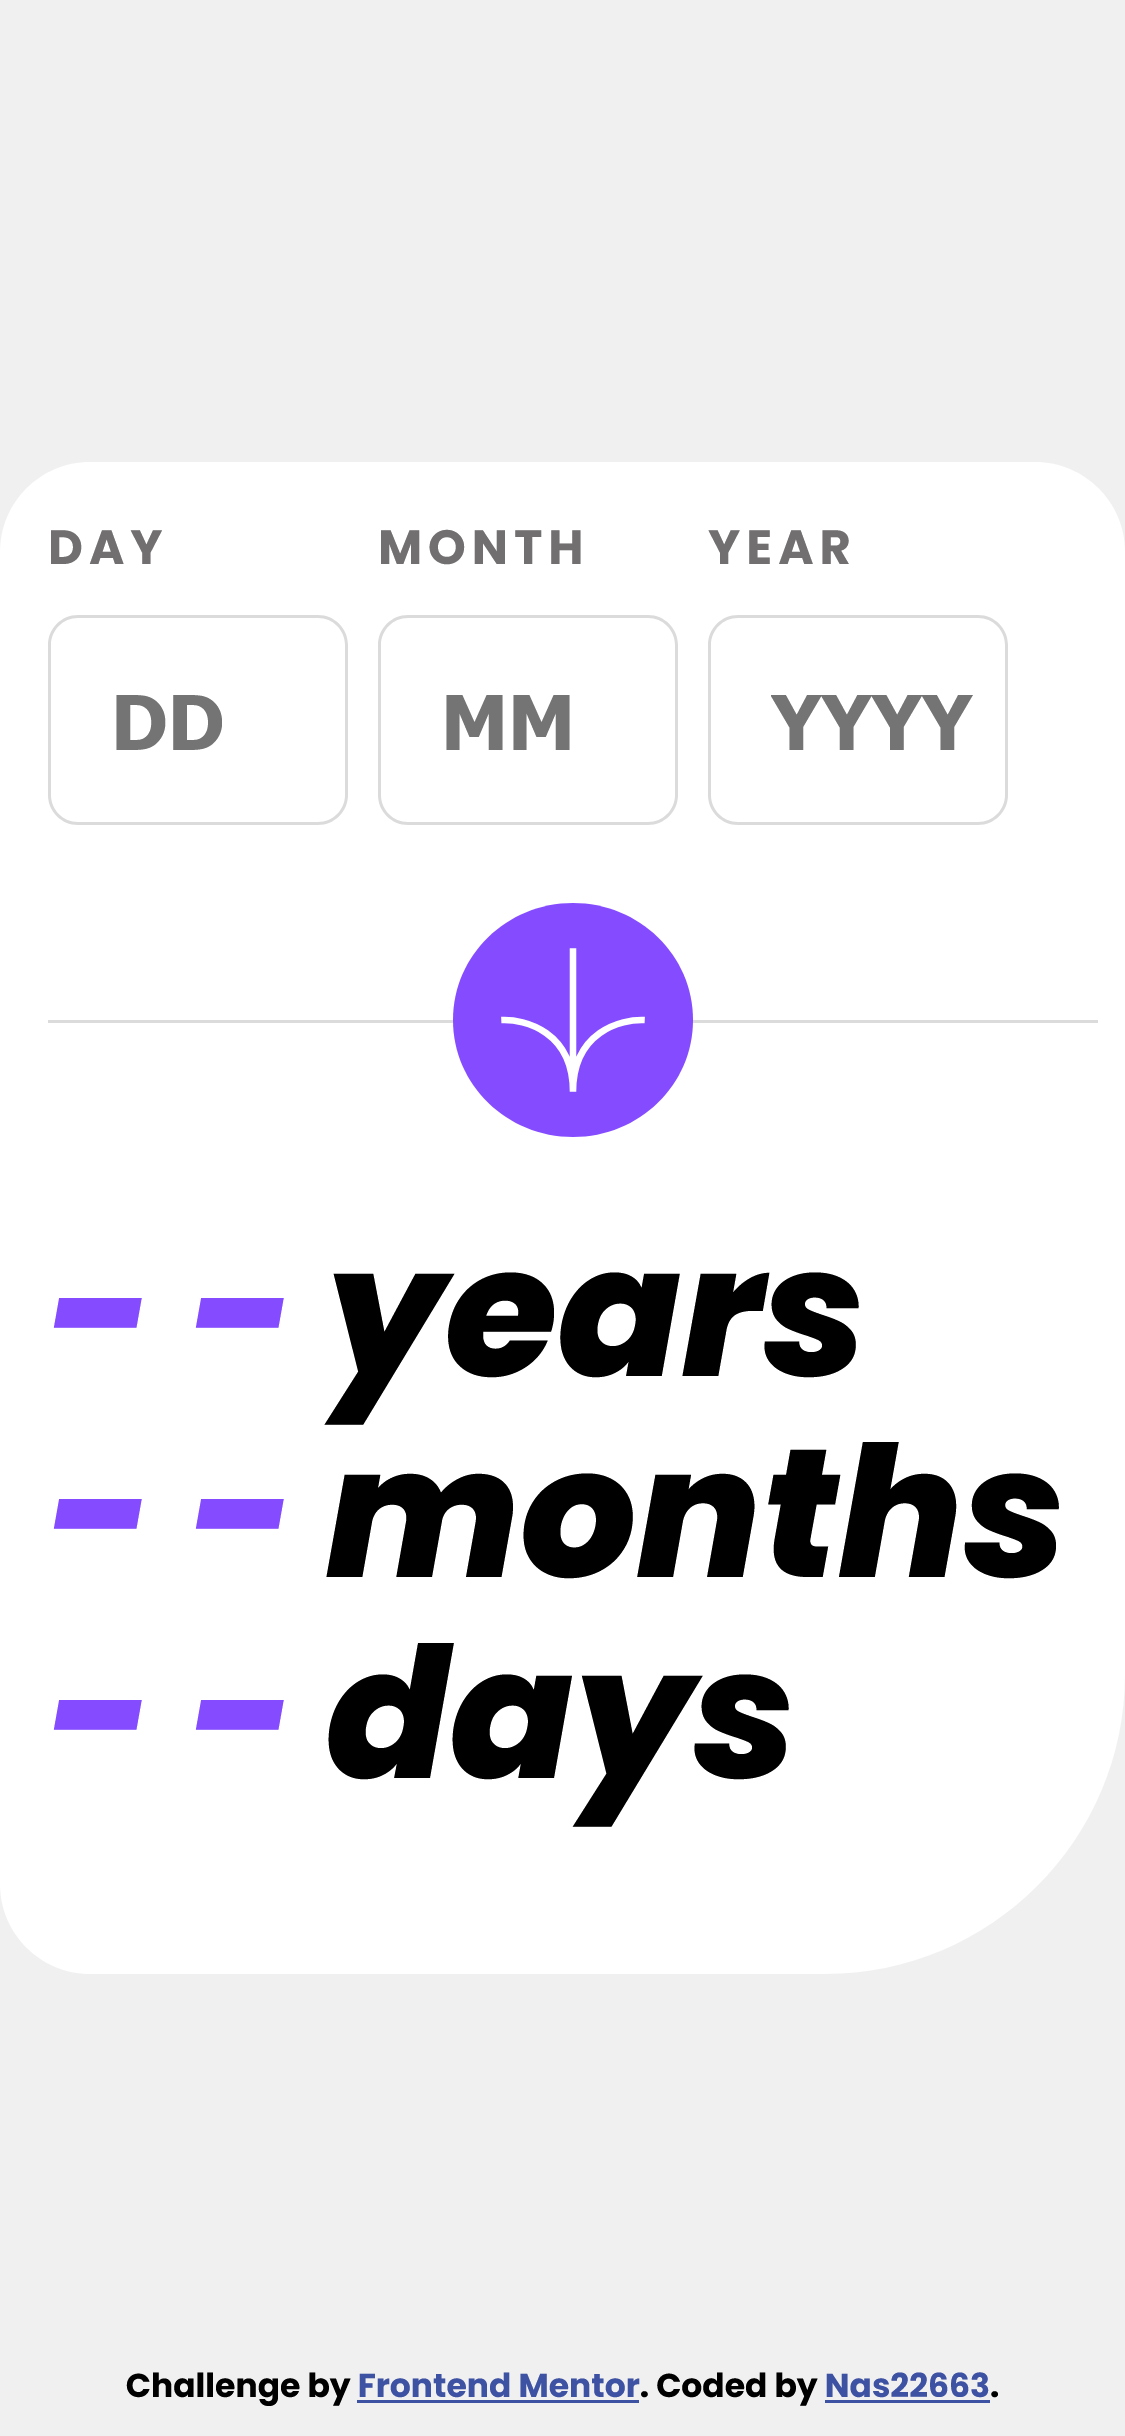 DAY MONTH YEAR
DD MM YYYY
- - years
- - months
- - days
Challenge by Frontend Mentor. Coded by Nas22663.